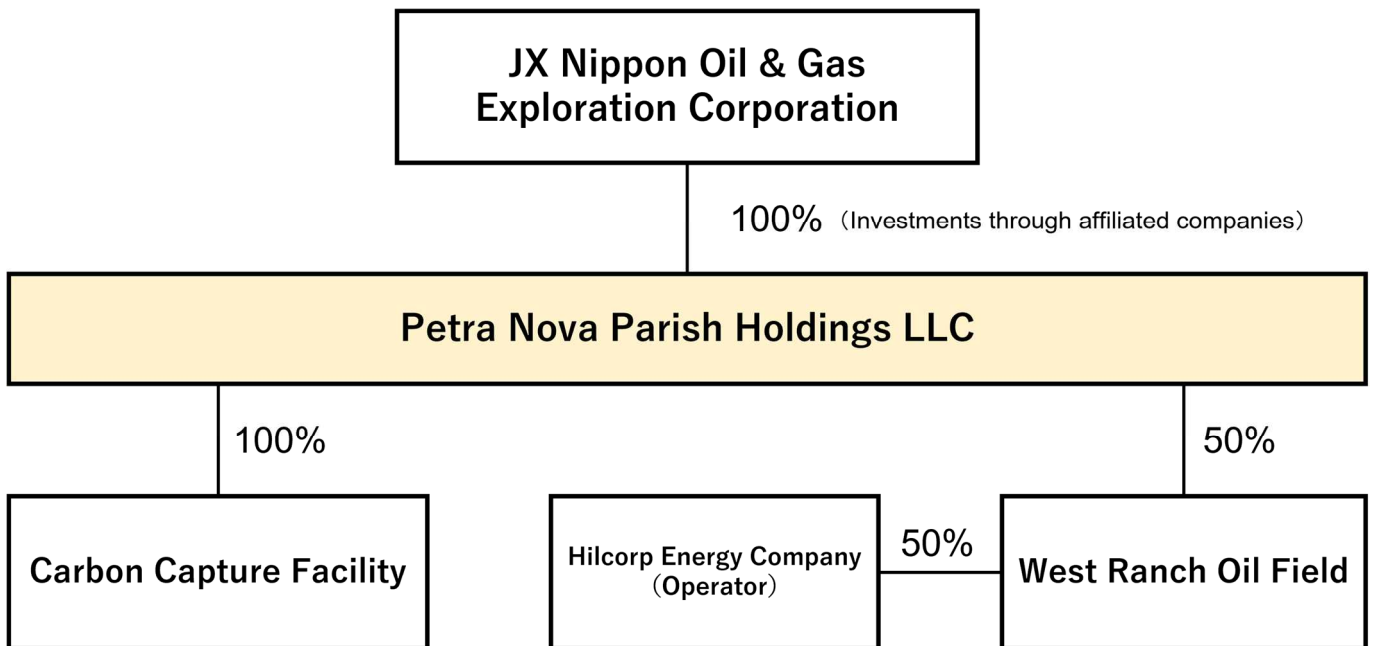 JX Nippon Oil & Gas
Exploration Corporation
100%（Investments through affiliated companies）
Petra Nova Parish Holdings LLC
100%
50%
Carbon Capture Facility
Hilcorp Energy Company
（Operator）
50%
West Ranch Oil Field